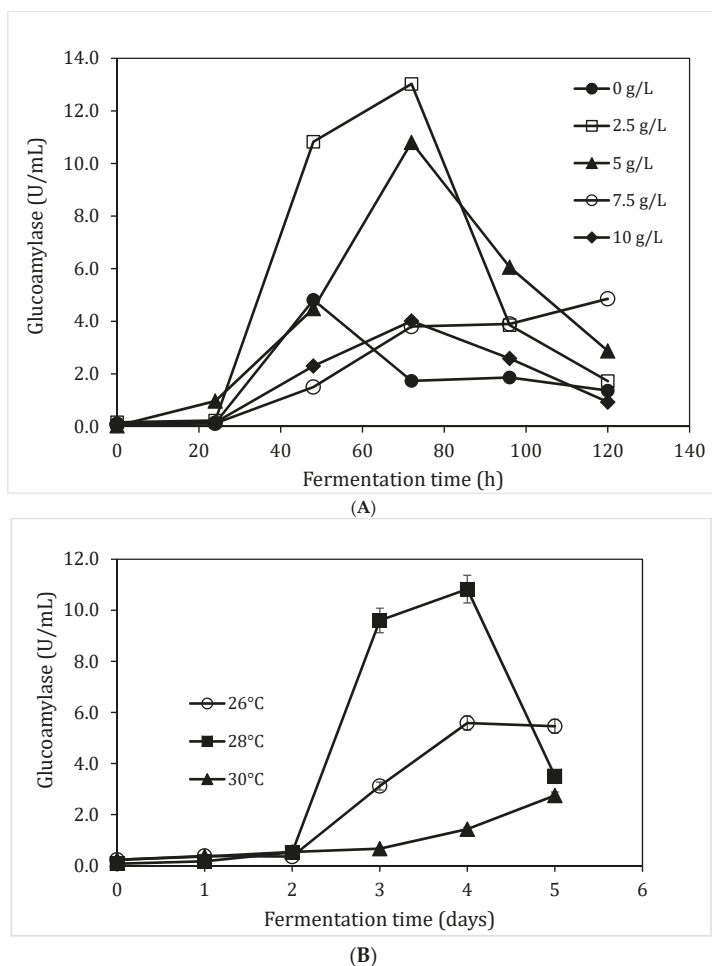 14.0
12.0
10.0
8.0
6.0
4.0
2.0
0.0
Glucoamylase (U/mL)
0 g/L
2.5 g/L
5 g/L
7.5 g/L
10 g/L
0 20 40 60 80 100 120 140
Fermentation time (h)
(A)
12.0
10.0
8.0
6.0
4.0
2.0
0.0
Glucoamylase (U/mL)
26°C
28°C
30°C
0 1 2 3 4 5 6
Fermentation time (days)
(B)